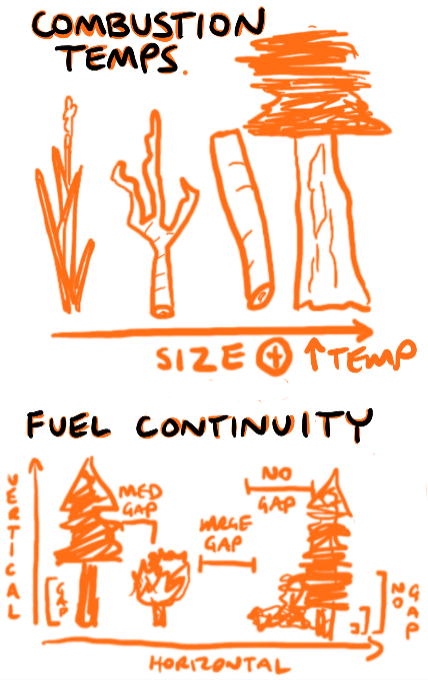 COMBUSTION
TEMPS.
SIZE + ↑TEMP
FUEL CONTINUITY
VERTICAL
GAP
MED
GAP
LARGE
GAP
NO
GAP
NO
GAP
HORIZONTAL